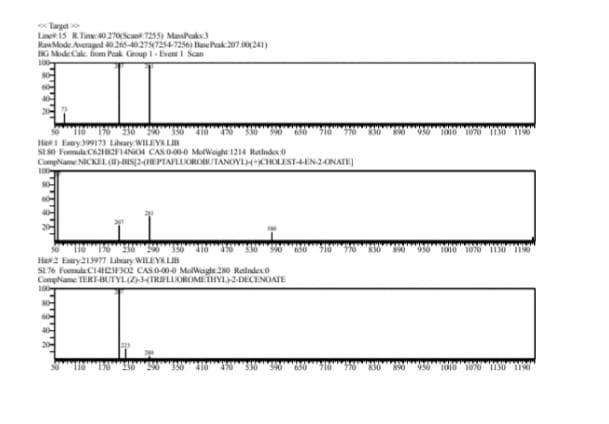 << Target >>
Line#:15 R.Time:40.270(Scan#:7255) MassPeaks:3
RawMode:Averaged 40.265-40.275(7254-7256) BasePeak:207.00(241)
BG Mode:Calc. from Peak Group 1 - Event 1 Scan
100
80
60
40
20
73
207
281
50 110 170 230 290 350 410 470 530 590 650 710 770 830 890 950 1010 1070 1130 1190
Hit#:1 Entry:399173 Library:WILEY8.LIB
SI:80 Formula:C62H82F14NiO4 CAS:0-00-0 MolWeight:1214 RetIndex:0
CompName:NICKEL (II)-BIS[2-(HEPTAFLUOROBUTANOYL)-(+)CHOLEST-4-EN-2-ONATE]
100
80
60
40
20
207
281
50 110 170 230 290 350 410 470 530 590 650 710 770 830 890 950 1010 1070 1130 1190
Hit#:2 Entry:213977 Library:WILEY8.LIB
SI:76 Formula:C14H23F3O2 CAS:0-00-0 MolWeight:280 RetIndex:0
CompName:TERT-BUTYL (Z)-3-(TRIFLUOROMETHYL)-2-DECENOATE
100
80
60
40
20
223
280
50 110 170 230 290 350 410 470 530 590 650 710 770 830 890 950 1010 1070 1130 1190